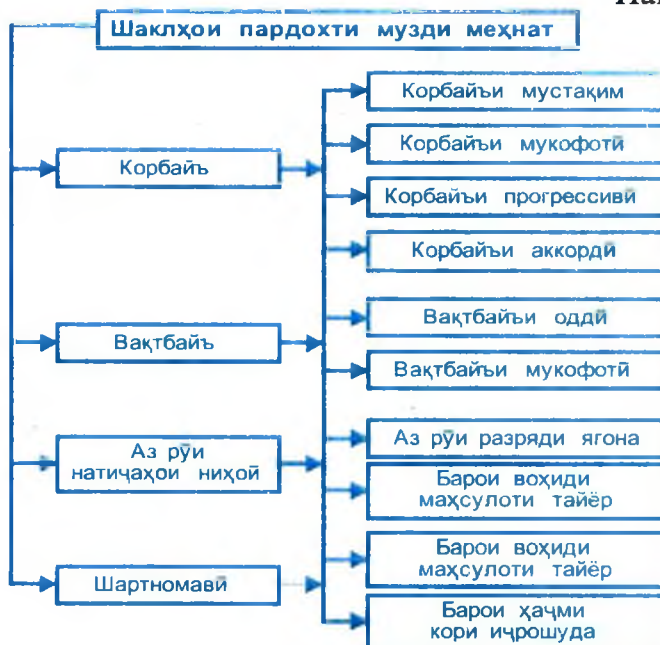 Шаклҳои пардохти музди меҳнат
Корбайъ
Корбайъи мустақим
Корбайъи мукофотӣ
Корбайъи прогрессивӣ
Корбайъи аккордӣ
Вақтбайъ
Вақтбайъи оддӣ
Вақтбайъи мукофотӣ
Аз рӯи
натиҷаҳои ниҳоӣ
Аз рӯи разряди ягона
Барои воҳиди
маҳсулоти тайёр
Шартномавӣ
Барои воҳиди
маҳсулоти тайёр
Барои ҳаҷми
кори иҷрошуда